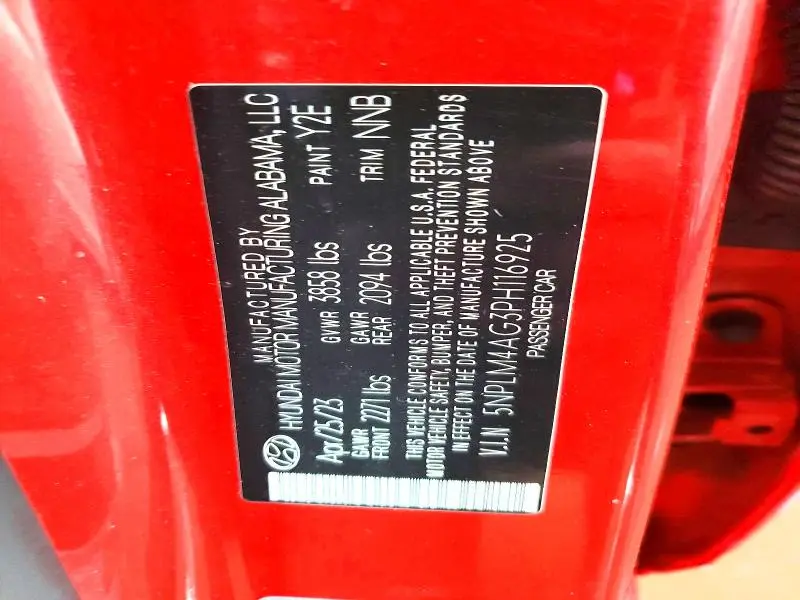 MANUFACTURED BY
HYUNDAI MOTOR MANUFACTURING ALABAMA, LLC
Apr/25/23 GVWR 3858 lbs PAINT Y2E
GAWR FRONT 2271 lbs GAWR REAR 2094 lbs TRIM NNB
THIS VEHICLE CONFORMS TO ALL APPLICABLE U.S.A. FEDERAL
MOTOR VEHICLE SAFETY, BUMPER, AND THEFT PREVENTION STANDARDS
IN EFFECT ON THE DATE OF MANUFACTURE SHOWN ABOVE
V.I.N 5NPLM4AG3PH116925
PASSENGER CAR